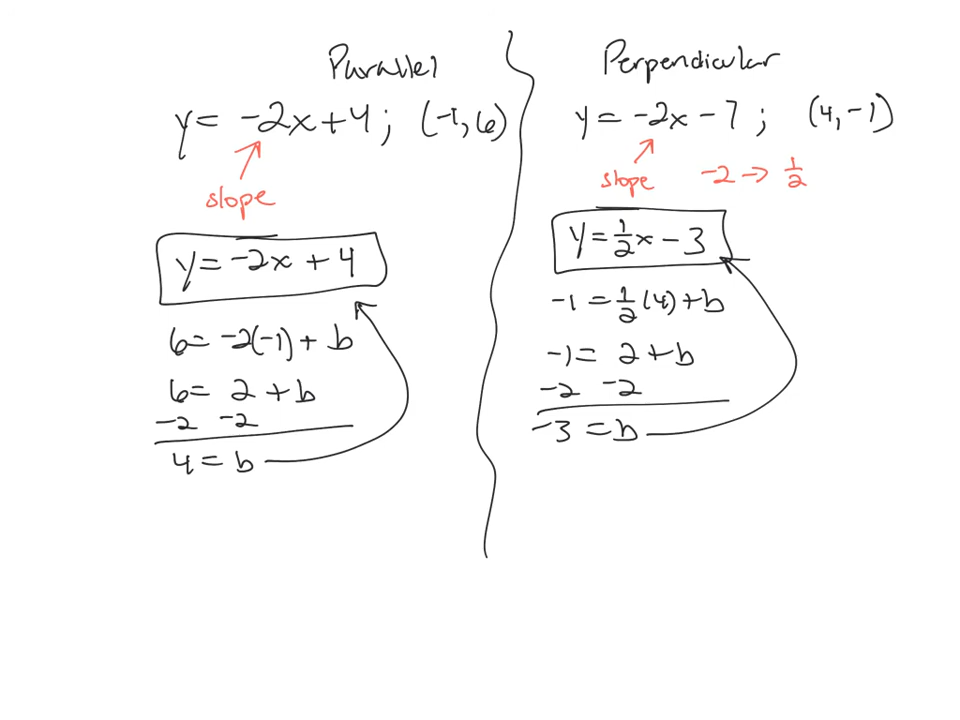 Parallel
y = -2x + 4 ; (-1, 6)
slope
y = -2x + 4
6 = -2(-1) + b
6 = 2 + b
-2 -2
4 = b
Perpendicular
y = -2x - 7 ; (4, -1)
slope -2 → 1/2
y = 1/2x - 3
-1 = 1/2(4) + b
-1 = 2 + b
-2 -2
-3 = b